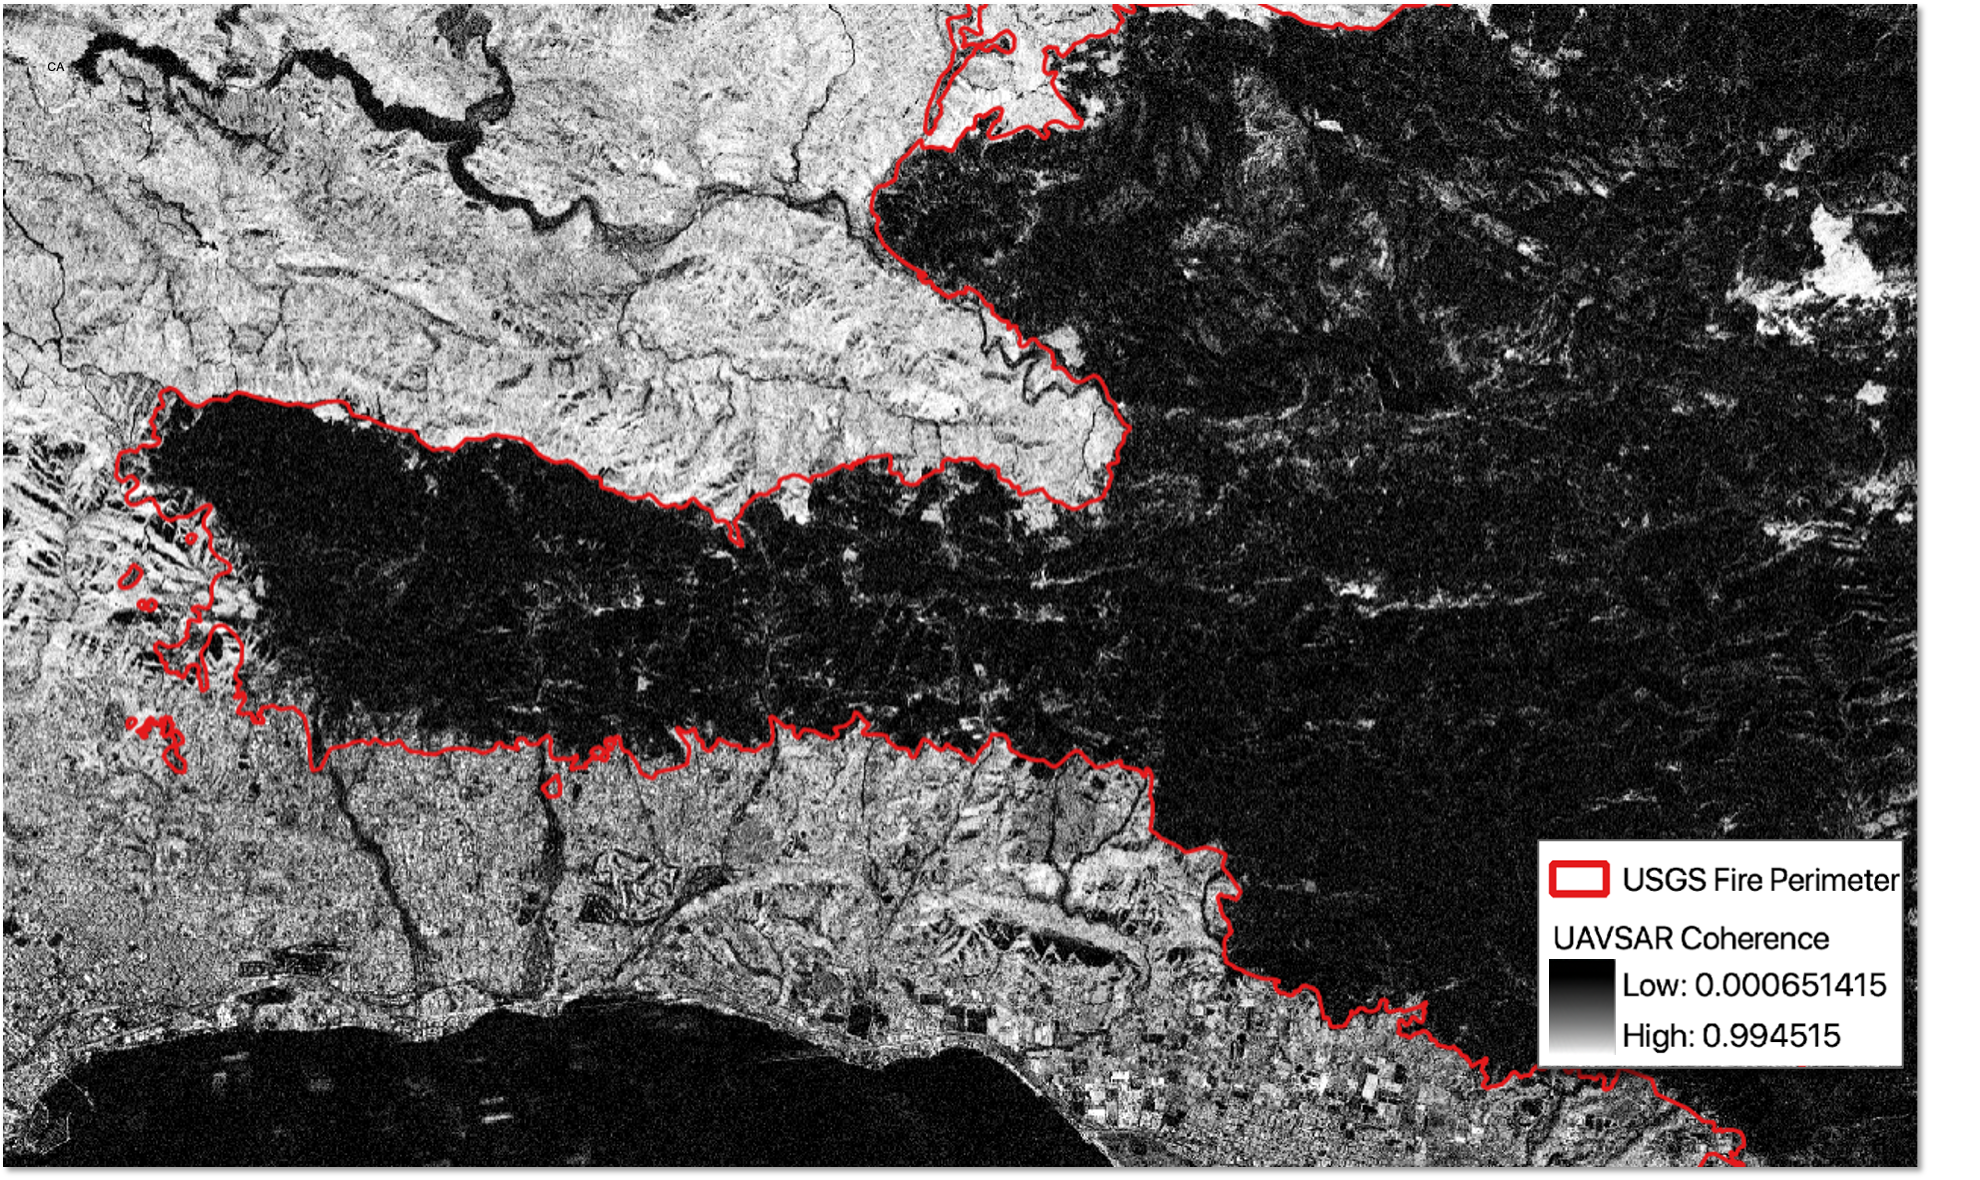 CA
USGS Fire Perimeter
UAVSAR Coherence
Low: 0.000651415
High: 0.994515